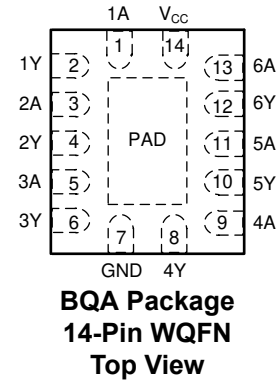 1A VCC
1 14
1Y 2 13 6A
2A 3 12 6Y
2Y 4 PAD 11 5A
3A 5 10 5Y
3Y 6 9 4A
7 8
GND 4Y
BQA Package
14-Pin WQFN
Top View